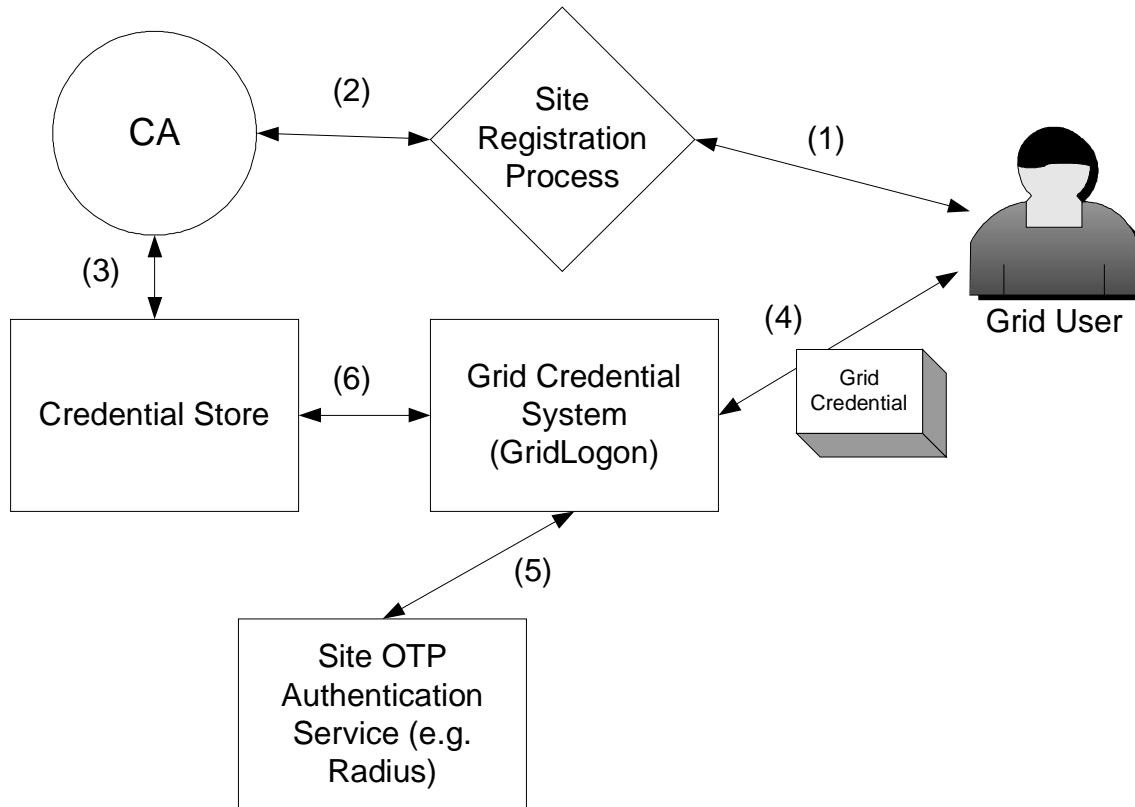 CA
(2)
Site
Registration
Process
(1)
Grid User
(3)
(4)
Grid
Credential
Credential Store
(6)
Grid Credential
System
(GridLogon)
(5)
Site OTP
Authentication
Service (e.g.
Radius)